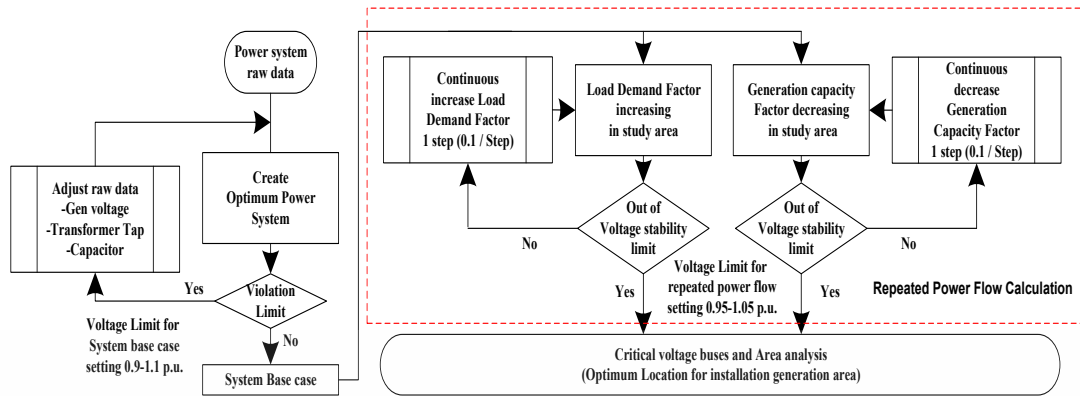 Power system
raw data
Adjust raw data
-Gen voltage
-Transformer Tap
-Capacitor
Create
Optimum Power
System
Violation
Limit
Yes
No
Voltage Limit for
System base case
setting 0.9-1.1 p.u.
System Base case
Continuous
increase Load
Demand Factor
1 step (0.1 / Step)
Load Demand Factor
increasing
in study area
Generation capacity
Factor decreasing
in study area
Continuous
decrease
Generation
Capacity Factor
1 step (0.1 / Step)
Out of
Voltage stability
limit
No
Yes
Out of
Voltage stability
limit
No
Yes
Voltage Limit for
repeated power flow
setting 0.95-1.05 p.u.
Repeated Power Flow Calculation
Critical voltage buses and Area analysis
(Optimum Location for installation generation area)